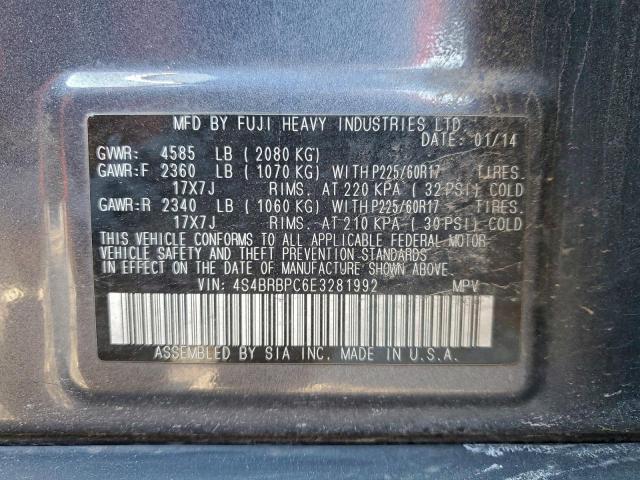 MFD BY FUJI HEAVY INDUSTRIES LTD.
DATE: 01/14
GVWR: 4585 LB ( 2080 KG)
GAWR:F 2360 LB ( 1070 KG) WITH P225/60R17 TIRES.
17X7J RIMS. AT 220 KPA ( 32 PSI) COLD
GAWR:R 2340 LB ( 1060 KG) WITH P225/60R17 TIRES.
17X7J RIMS. AT 210 KPA ( 30 PSI) COLD
THIS VEHICLE CONFORMS TO ALL APPLICABLE FEDERAL MOTOR
VEHICLE SAFETY AND THEFT PREVENTION STANDARDS
IN EFFECT ON THE DATE OF MANUFACTURE SHOWN ABOVE.
VIN: 4S4BRBPC6E3281992 MPV
ASSEMBLED BY SIA INC. MADE IN U.S.A.